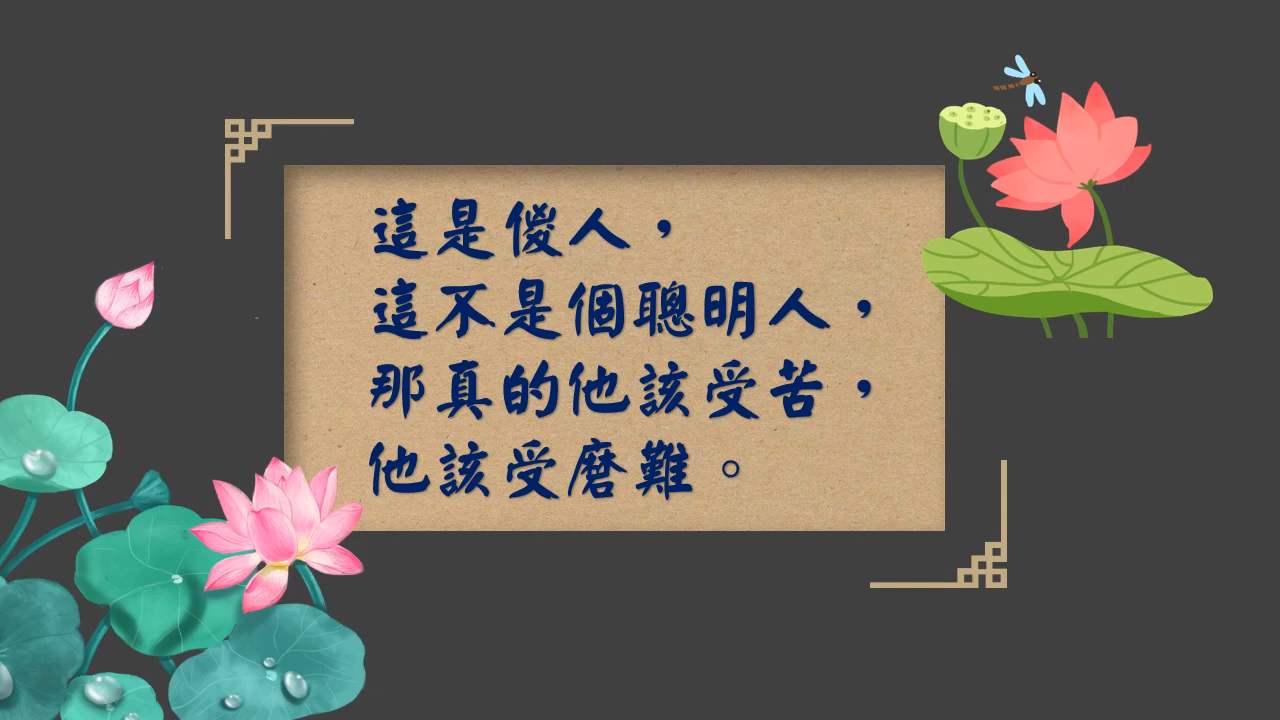 這是傻人，
這不是個聰明人，
那真的他該受苦，
他該受磨難。